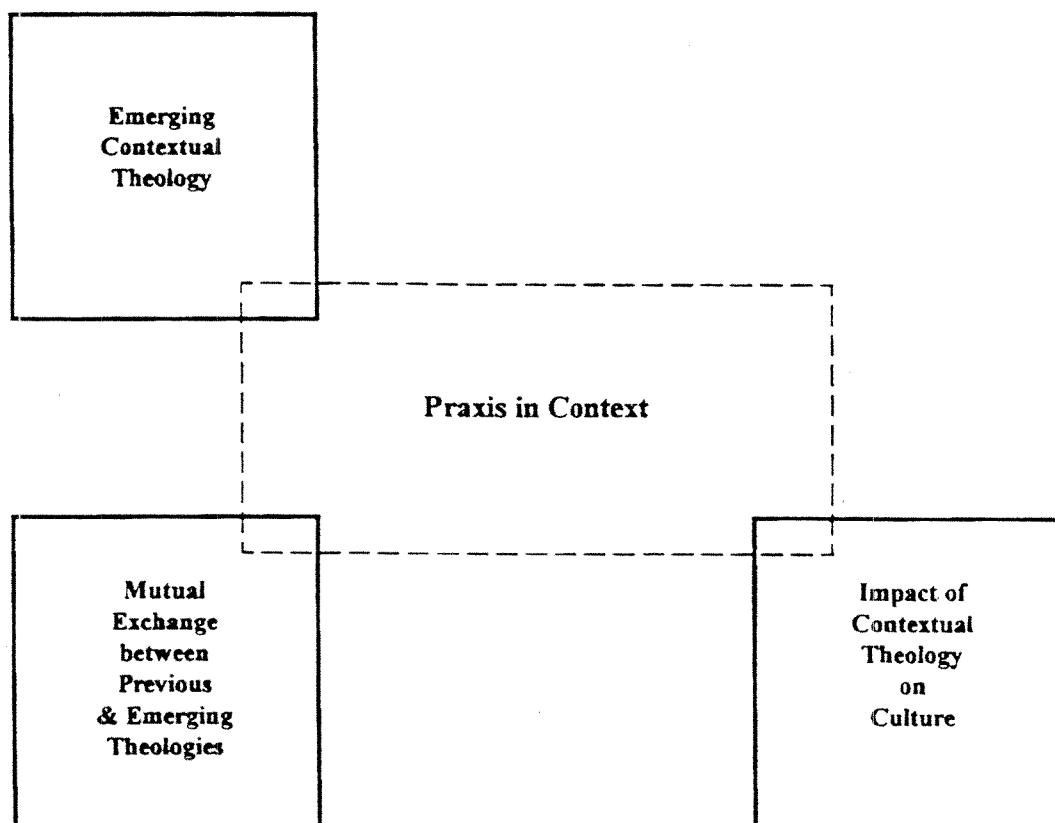 Emerging
Contextual
Theology
Praxis in Context
Mutual
Exchange
between
Previous
& Emerging
Theologies
Impact of
Contextual
Theology
on
Culture